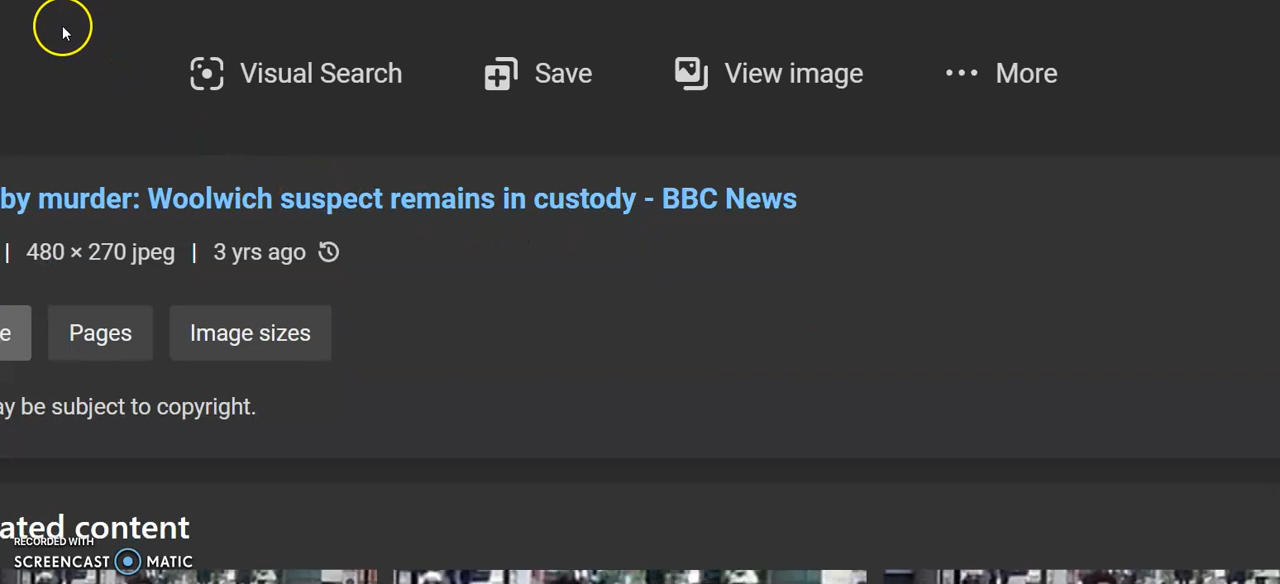 Visual Search Save View image More
by murder: Woolwich suspect remains in custody - BBC News
| 480 × 270 jpeg | 3 yrs ago
e Pages Image sizes
ay be subject to copyright.
ated content
RECORDED WITH
SCREENCAST MATIC